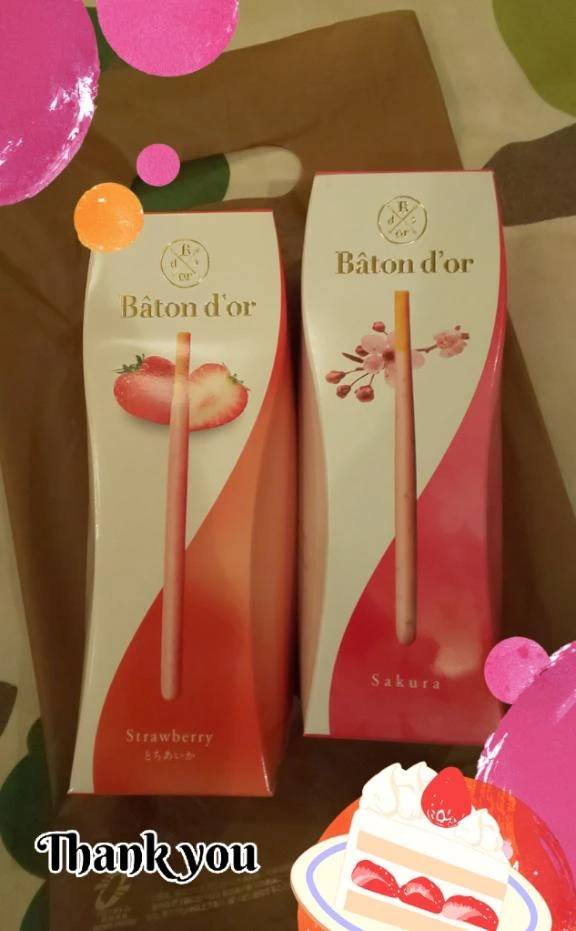 Bâton d'or
Strawberry
とちあいか
Bâton d'or
Sakura
Thank you